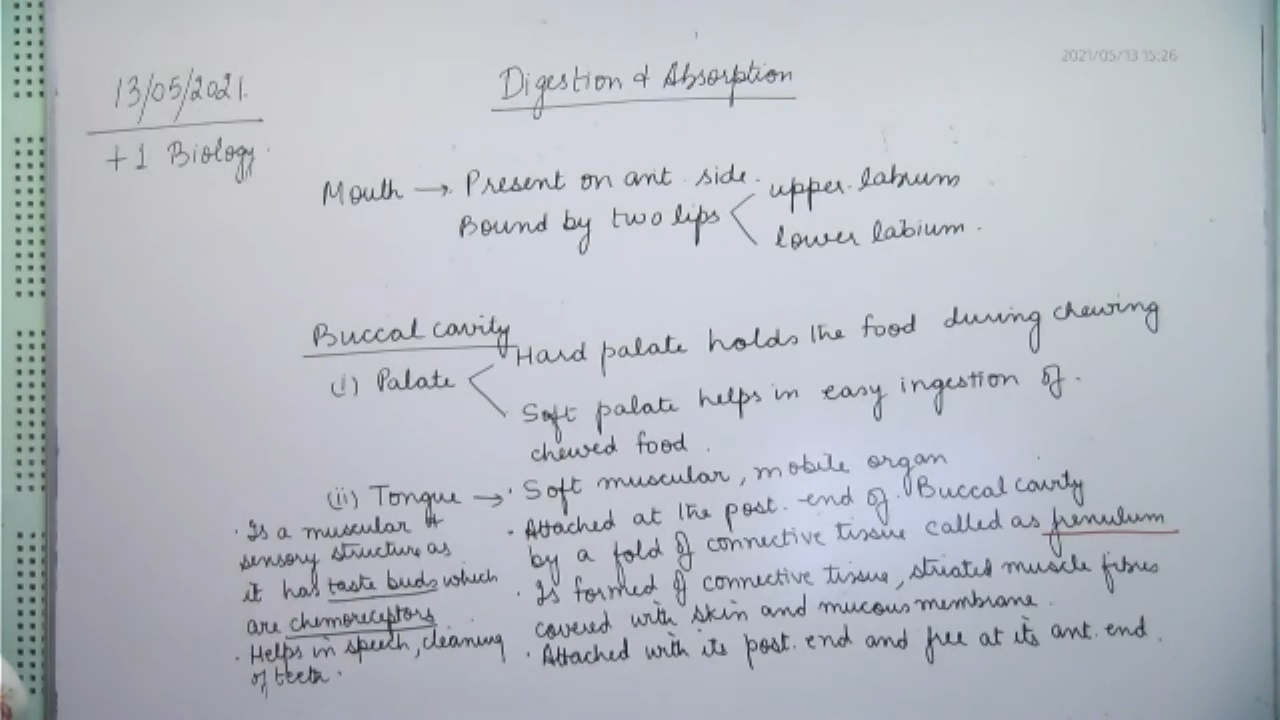 2021/05/13 15:26
13/05/2021.
+1 Biology.
Digestion & Absorption
Mouth → Present on ant. side.
Bound by two lips < upper labrum
lower labium.
Buccal cavity
(i) Palate < Hard palate holds the food during chewing
Soft palate helps in easy ingestion of.
chewed food.
(ii) Tongue → · Soft muscular, mobile organ
· Attached at the post. end of Buccal cavity
by a fold of connective tissue called as frenulum
· Is formed of connective tissue, striated muscle fibres
covered with skin and mucous membrane.
· Attached with its post. end and free at its ant. end.
· Is a muscular &
sensory structure as
it has taste buds which
are chemoreceptors
· Helps in speech, cleaning
of teeth.